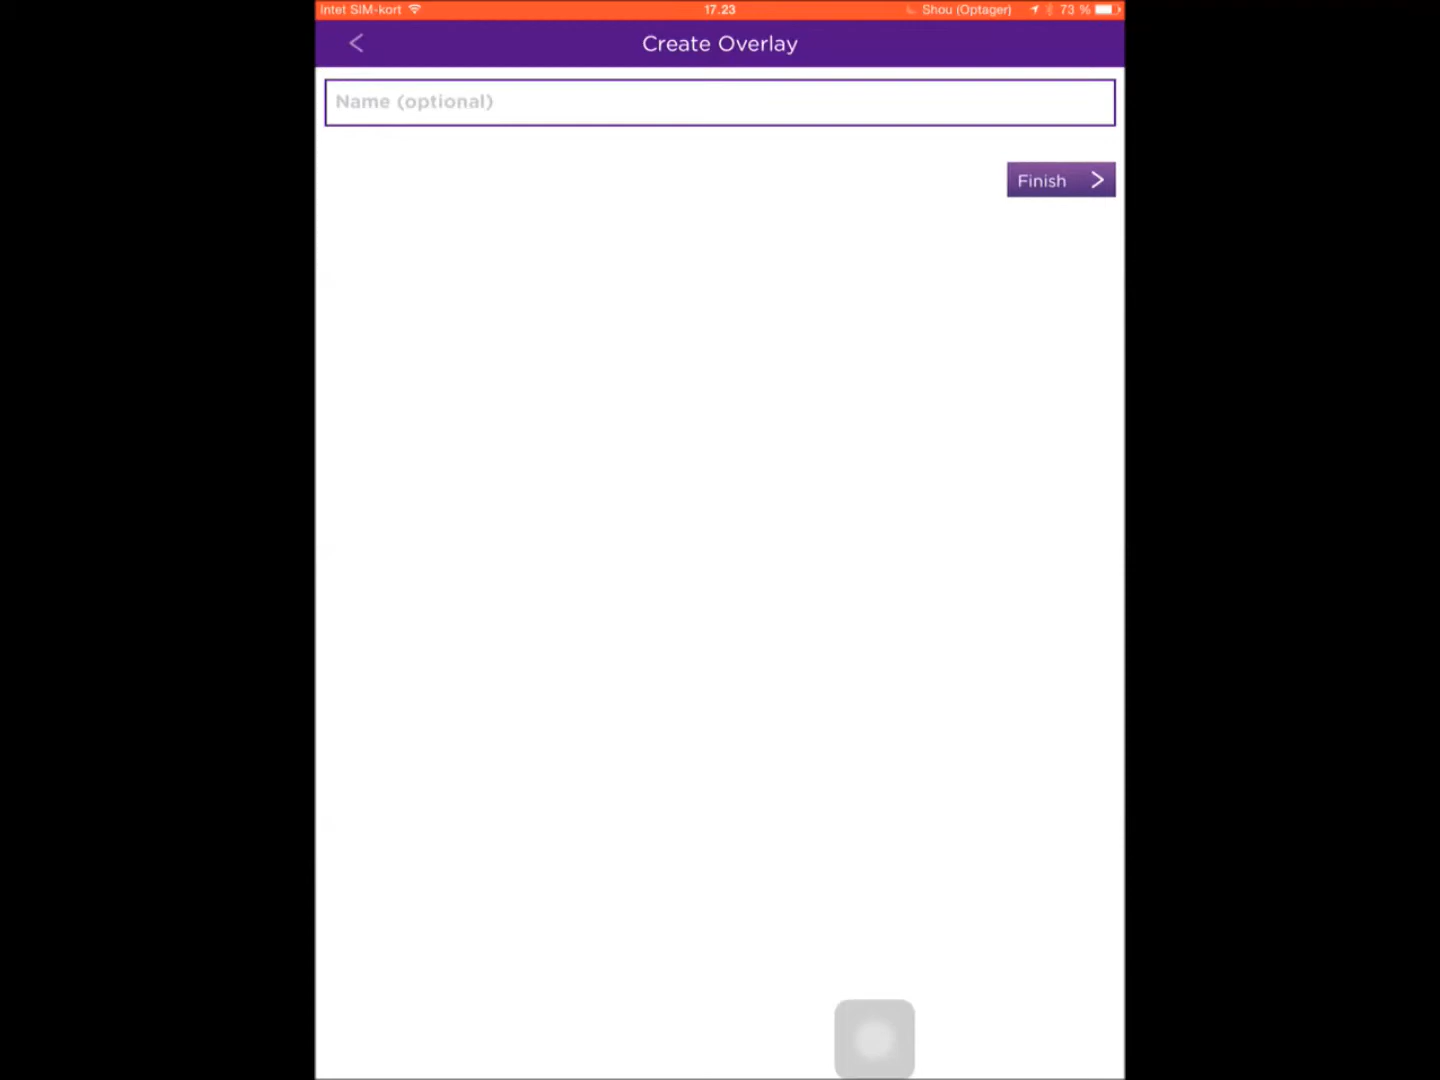 Intet SIM-kort 17.23 Shou (Optager) 73 %
Create Overlay
Name (optional)
Finish